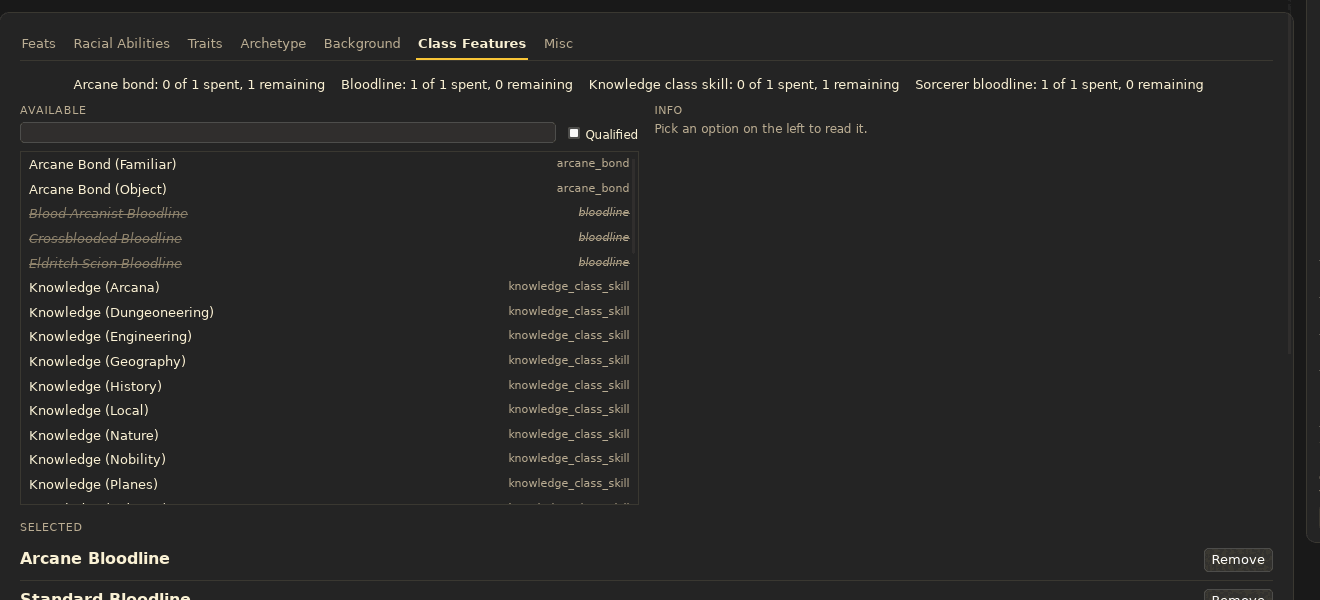 Feats Racial Abilities Traits Archetype Background Class Features Misc
Arcane bond: 0 of 1 spent, 1 remaining Bloodline: 1 of 1 spent, 0 remaining Knowledge class skill: 0 of 1 spent, 1 remaining Sorcerer bloodline: 1 of 1 spent, 0 remaining
AVAILABLE
Qualified
Arcane Bond (Familiar) arcane_bond
Arcane Bond (Object) arcane_bond
Blood Arcanist Bloodline bloodline
Crossblooded Bloodline bloodline
Eldritch Scion Bloodline bloodline
Knowledge (Arcana) knowledge_class_skill
Knowledge (Dungeoneering) knowledge_class_skill
Knowledge (Engineering) knowledge_class_skill
Knowledge (Geography) knowledge_class_skill
Knowledge (History) knowledge_class_skill
Knowledge (Local) knowledge_class_skill
Knowledge (Nature) knowledge_class_skill
Knowledge (Nobility) knowledge_class_skill
Knowledge (Planes) knowledge_class_skill
INFO
Pick an option on the left to read it.
SELECTED
Arcane Bloodline Remove
Standard Bloodline Remove